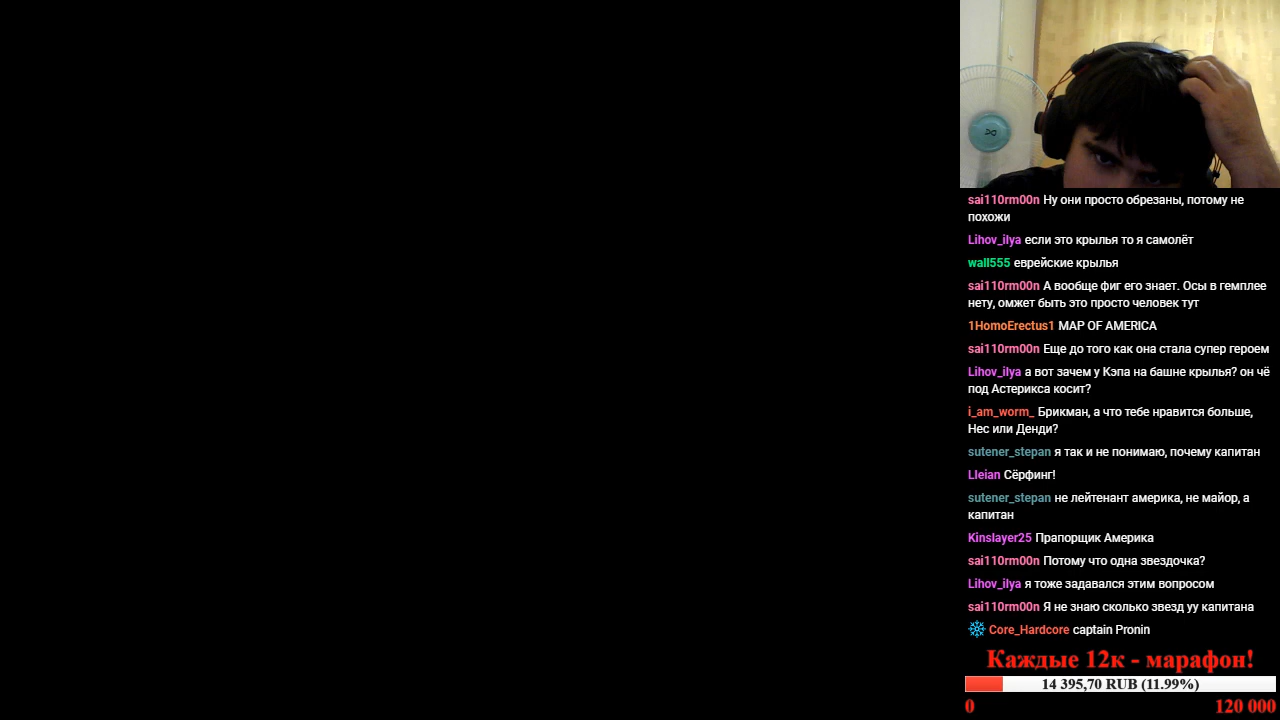 sai110rm00n Ну они просто обрезаны, потому не
похожи
Lihov_ilya если это крылья то я самолёт
wall555 еврейские крылья
sai110rm00n А вообще фиг его знает. Осы в гемплее
нету, омжет быть это просто человек тут
1HomoErectus1 MAP OF AMERICA
sai110rm00n Еще до того как она стала супер героем
Lihov_ilya а вот зачем у Кэпа на башне крылья? он чё
под Астерикса косит?
i_am_worm_ Брикман, а что тебе нравится больше,
Нес или Денди?
sutener_stepan я так и не понимаю, почему капитан
Lleian Сёрфинг!
sutener_stepan не лейтенант америка, не майор, а
капитан
Kinslayer25 Прапорщик Америка
sai110rm00n Потому что одна звездочка?
Lihov_ilya я тоже задавался этим вопросом
sai110rm00n Я не знаю сколько звезд уу капитана
Core_Hardcore captain Pronin
Каждые 12к - марафон!
14 395,70 RUB (11.99%)
0 120 000